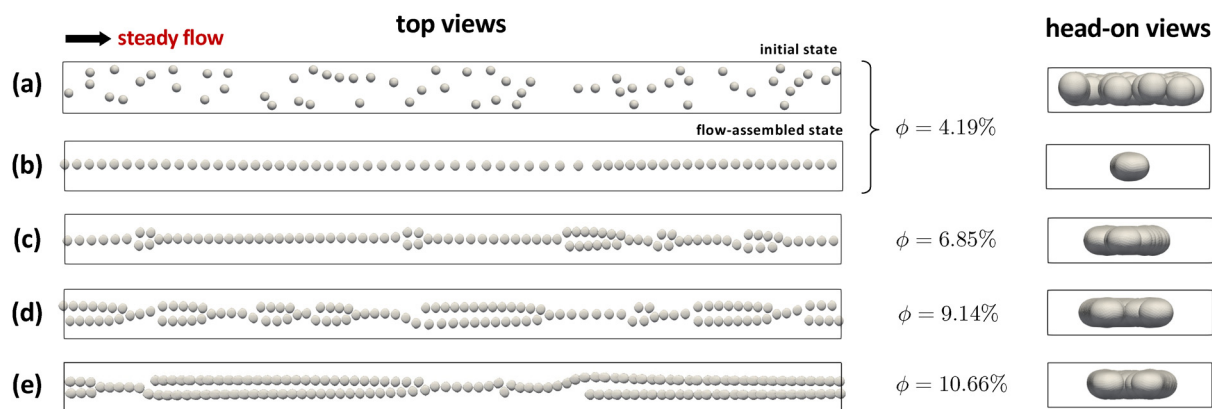 top views
head-on views
steady flow
initial state
(a)
flow-assembled state
ϕ = 4.19%
(b)
(c)
ϕ = 6.85%
(d)
ϕ = 9.14%
(e)
ϕ = 10.66%